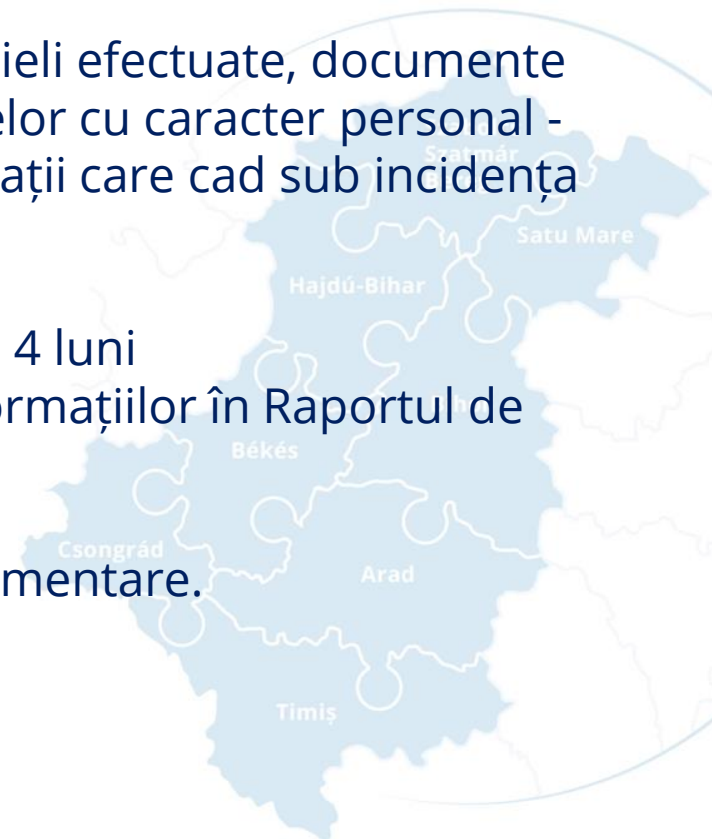 ieli efectuate, documente
elor cu caracter personal -
Szatmár
ații care cad sub incidența
Satu Mare
Hajdú-Bihar
4 luni
ormațiilor în Raportul de
Békés
Csongrád
Arad
mentare.
Timiș